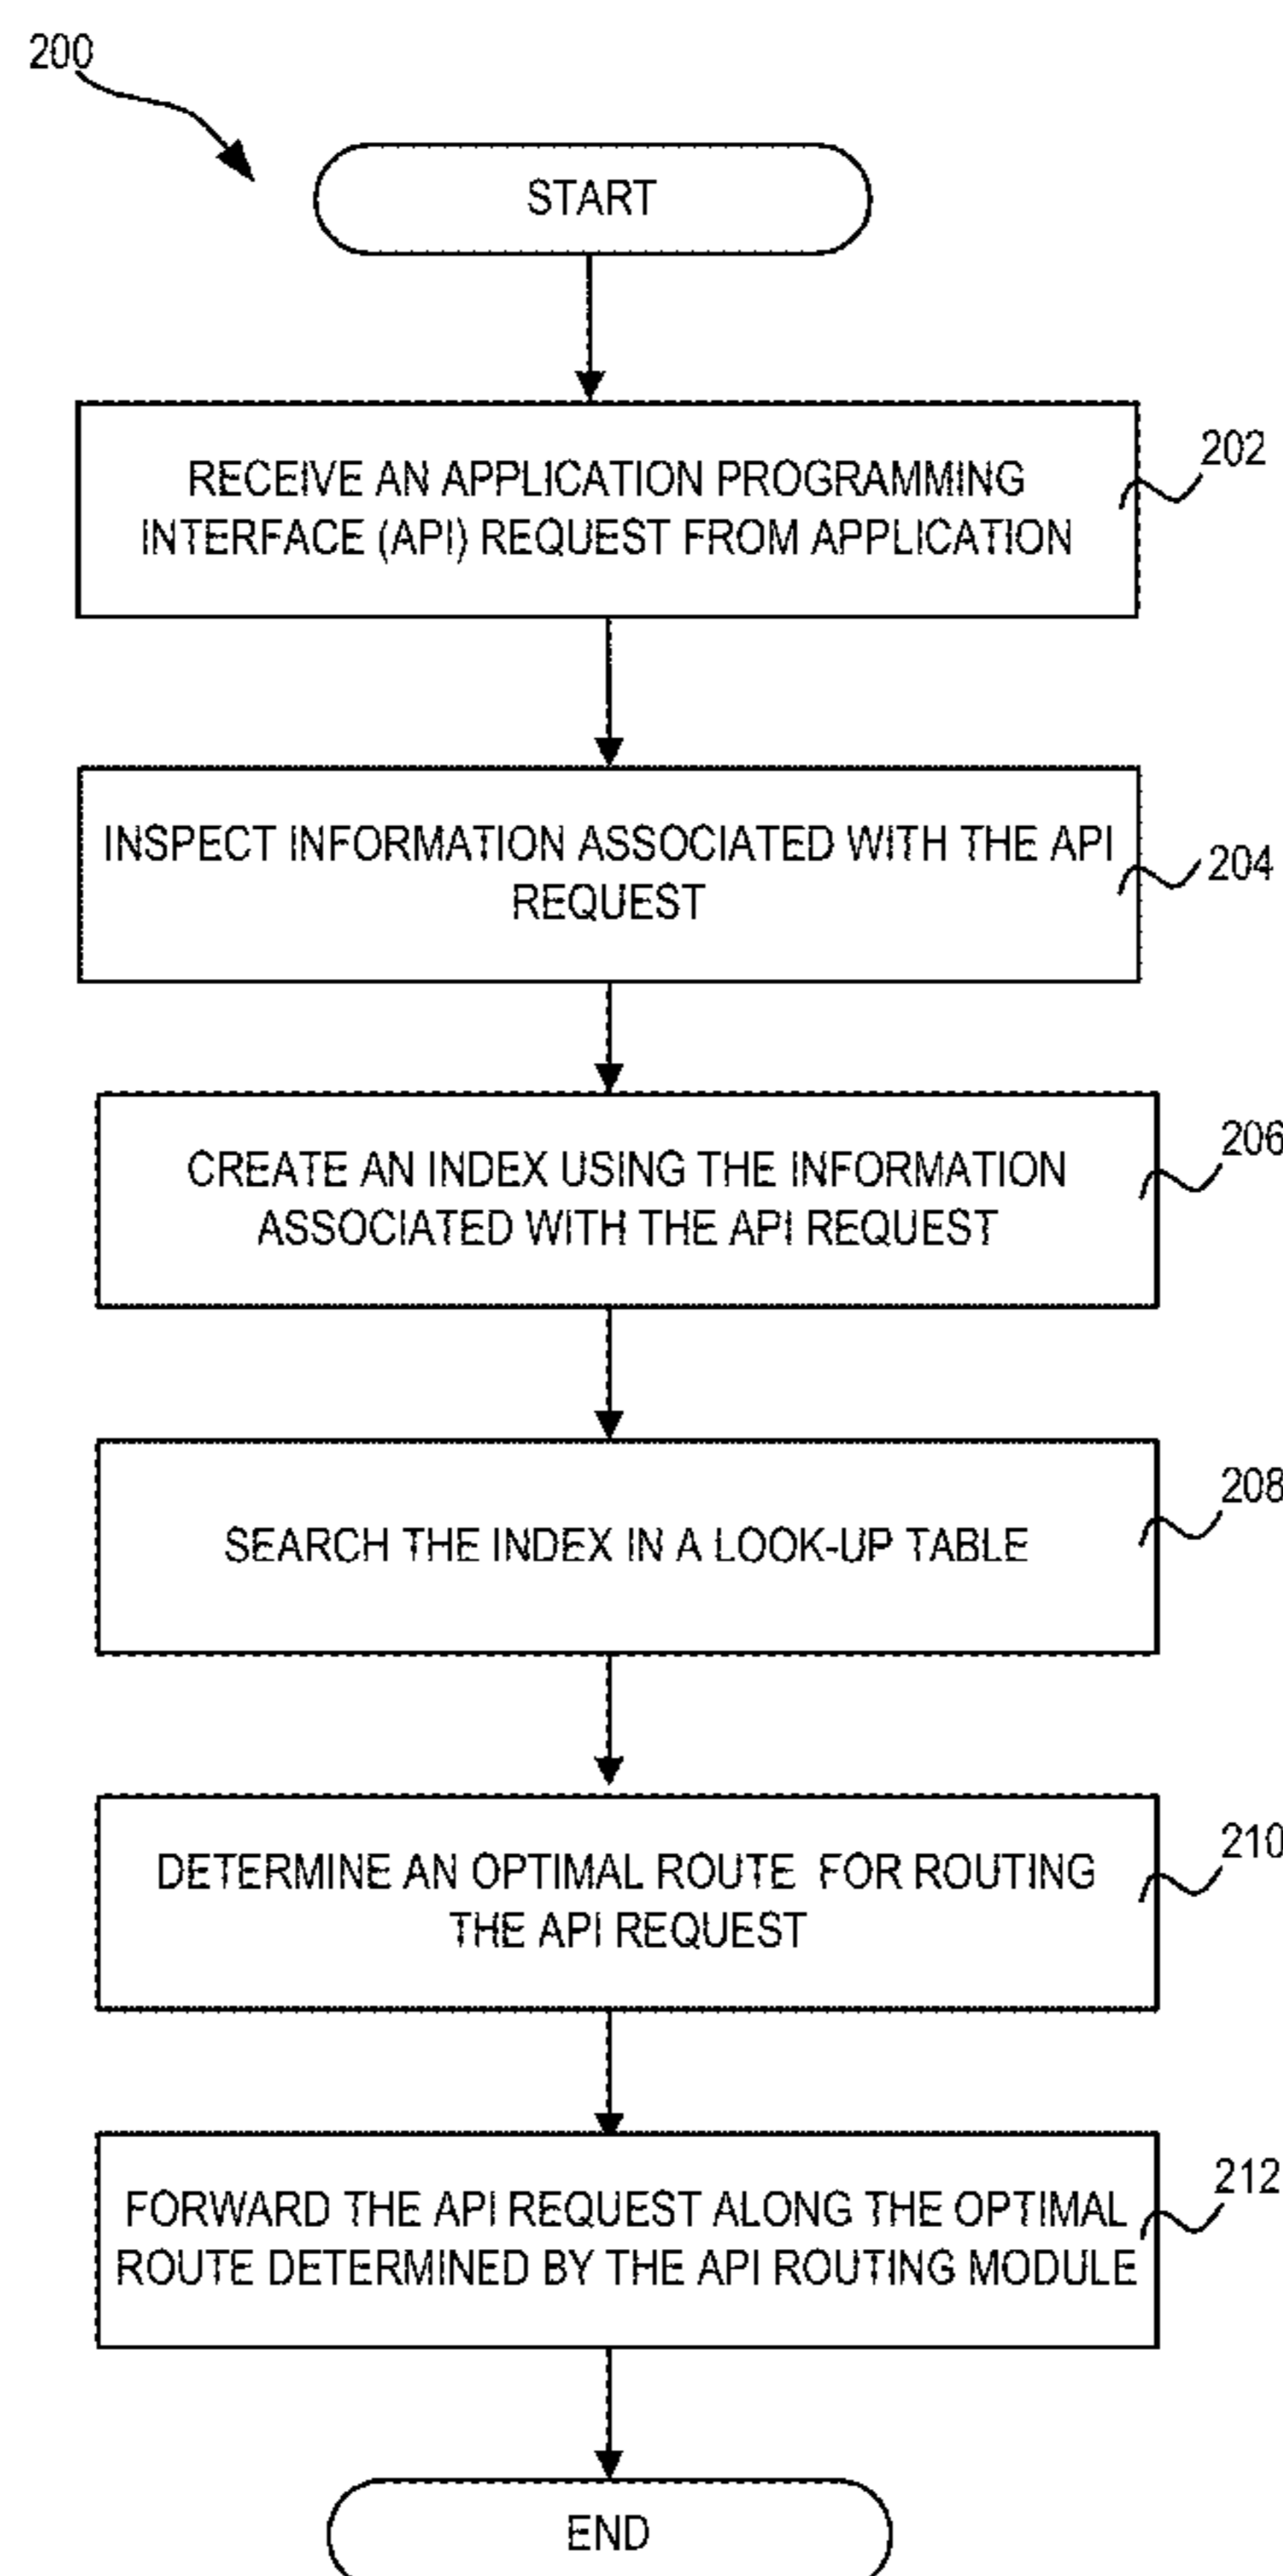 200
START
RECEIVE AN APPLICATION PROGRAMMING
INTERFACE (API) REQUEST FROM APPLICATION
202
INSPECT INFORMATION ASSOCIATED WITH THE API
REQUEST
204
CREATE AN INDEX USING THE INFORMATION
ASSOCIATED WITH THE API REQUEST
206
SEARCH THE INDEX IN A LOOK-UP TABLE
208
DETERMINE AN OPTIMAL ROUTE FOR ROUTING
THE API REQUEST
210
FORWARD THE API REQUEST ALONG THE OPTIMAL
ROUTE DETERMINED BY THE API ROUTING MODULE
212
END